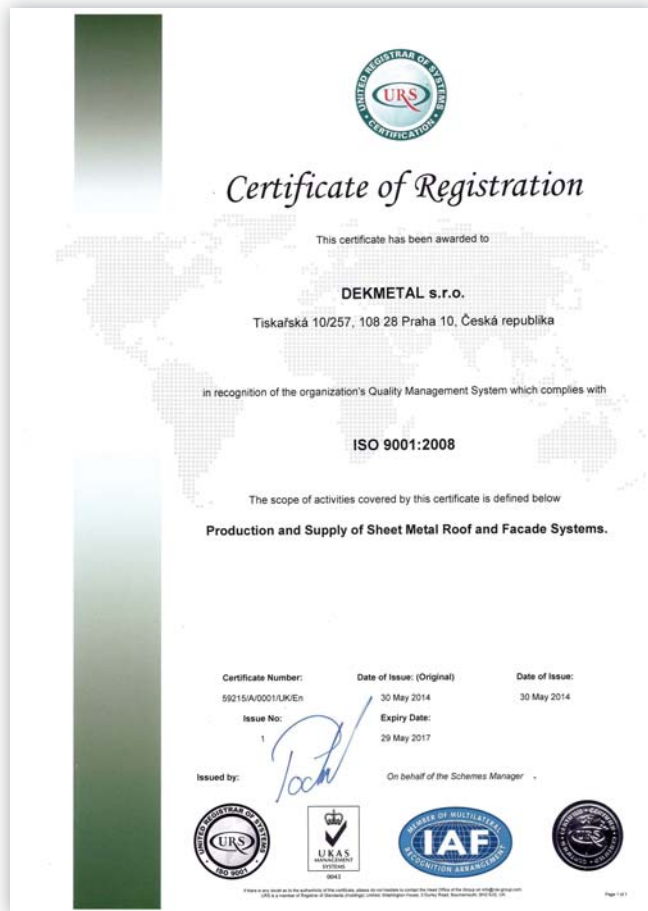 UNITED REGISTRAR OF SYSTEMS
URS
CERTIFICATION
Certificate of Registration
This certificate has been awarded to
DEKMETAL s.r.o.
Tiskařská 10/257, 108 28 Praha 10, Česká republika
in recognition of the organization's Quality Management System which complies with
ISO 9001:2008
The scope of activities covered by this certificate is defined below
Production and Supply of Sheet Metal Roof and Facade Systems.
Certificate Number: Date of Issue: (Original) Date of Issue:
59215/A/0001/UK/En 30 May 2014 30 May 2014
Issue No: Expiry Date:
1 29 May 2017
Issued by: On behalf of the Schemes Manager
UNITED REGISTRAR OF SYSTEMS
URS
ISO 9001
UKAS
MANAGEMENT
SYSTEMS
0043
MEMBER OF MULTILATERAL
IAF
RECOGNITION ARRANGEMENT
Page 1 of 1